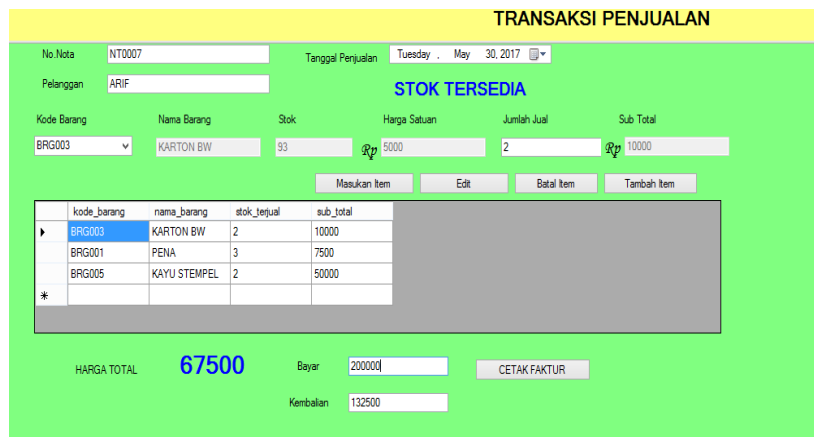 TRANSAKSI PENJUALAN
No.Nota NT0007 Tanggal Penjualan Tuesday , May 30, 2017
Pelanggan ARIF STOK TERSEDIA
Kode Barang Nama Barang Stok Harga Satuan Jumlah Jual Sub Total
BRG003 KARTON BW 93 Rp 5000 2 Rp 10000
Masukan Item Edit Batal Item Tambah Item
kode_barang nama_barang stok_terjual sub_total
BRG003 KARTON BW 2 10000
BRG001 PENA 3 7500
BRG005 KAYU STEMPEL 2 50000
HARGA TOTAL 67500 Bayar 200000 CETAK FAKTUR
Kembalian 132500